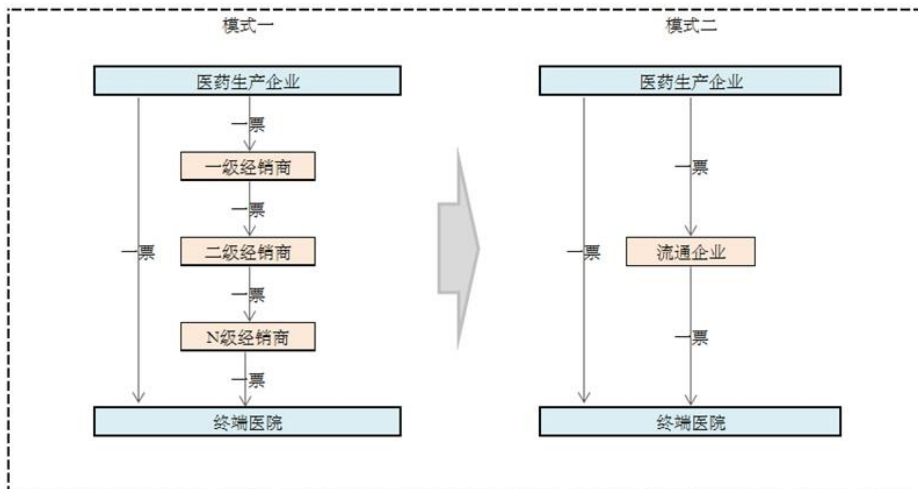 模式一
医药生产企业
一票
一级经销商
一票
一票
二级经销商
一票
N级经销商
一票
终端医院
模式二
医药生产企业
一票
一票
流通企业
一票
终端医院